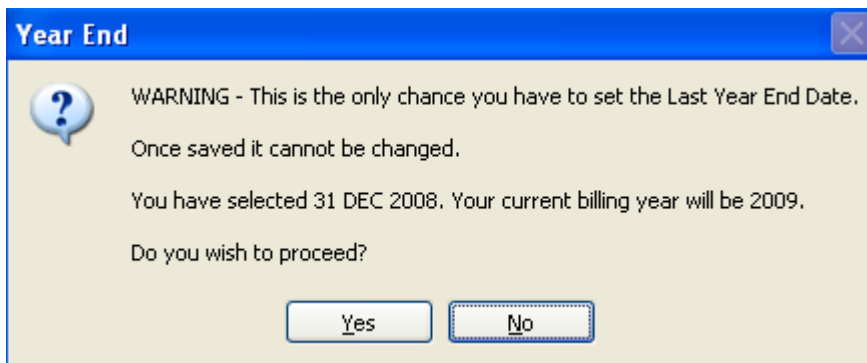 Year End
WARNING - This is the only chance you have to set the Last Year End Date.
Once saved it cannot be changed.
You have selected 31 DEC 2008. Your current billing year will be 2009.
Do you wish to proceed?
Yes
No